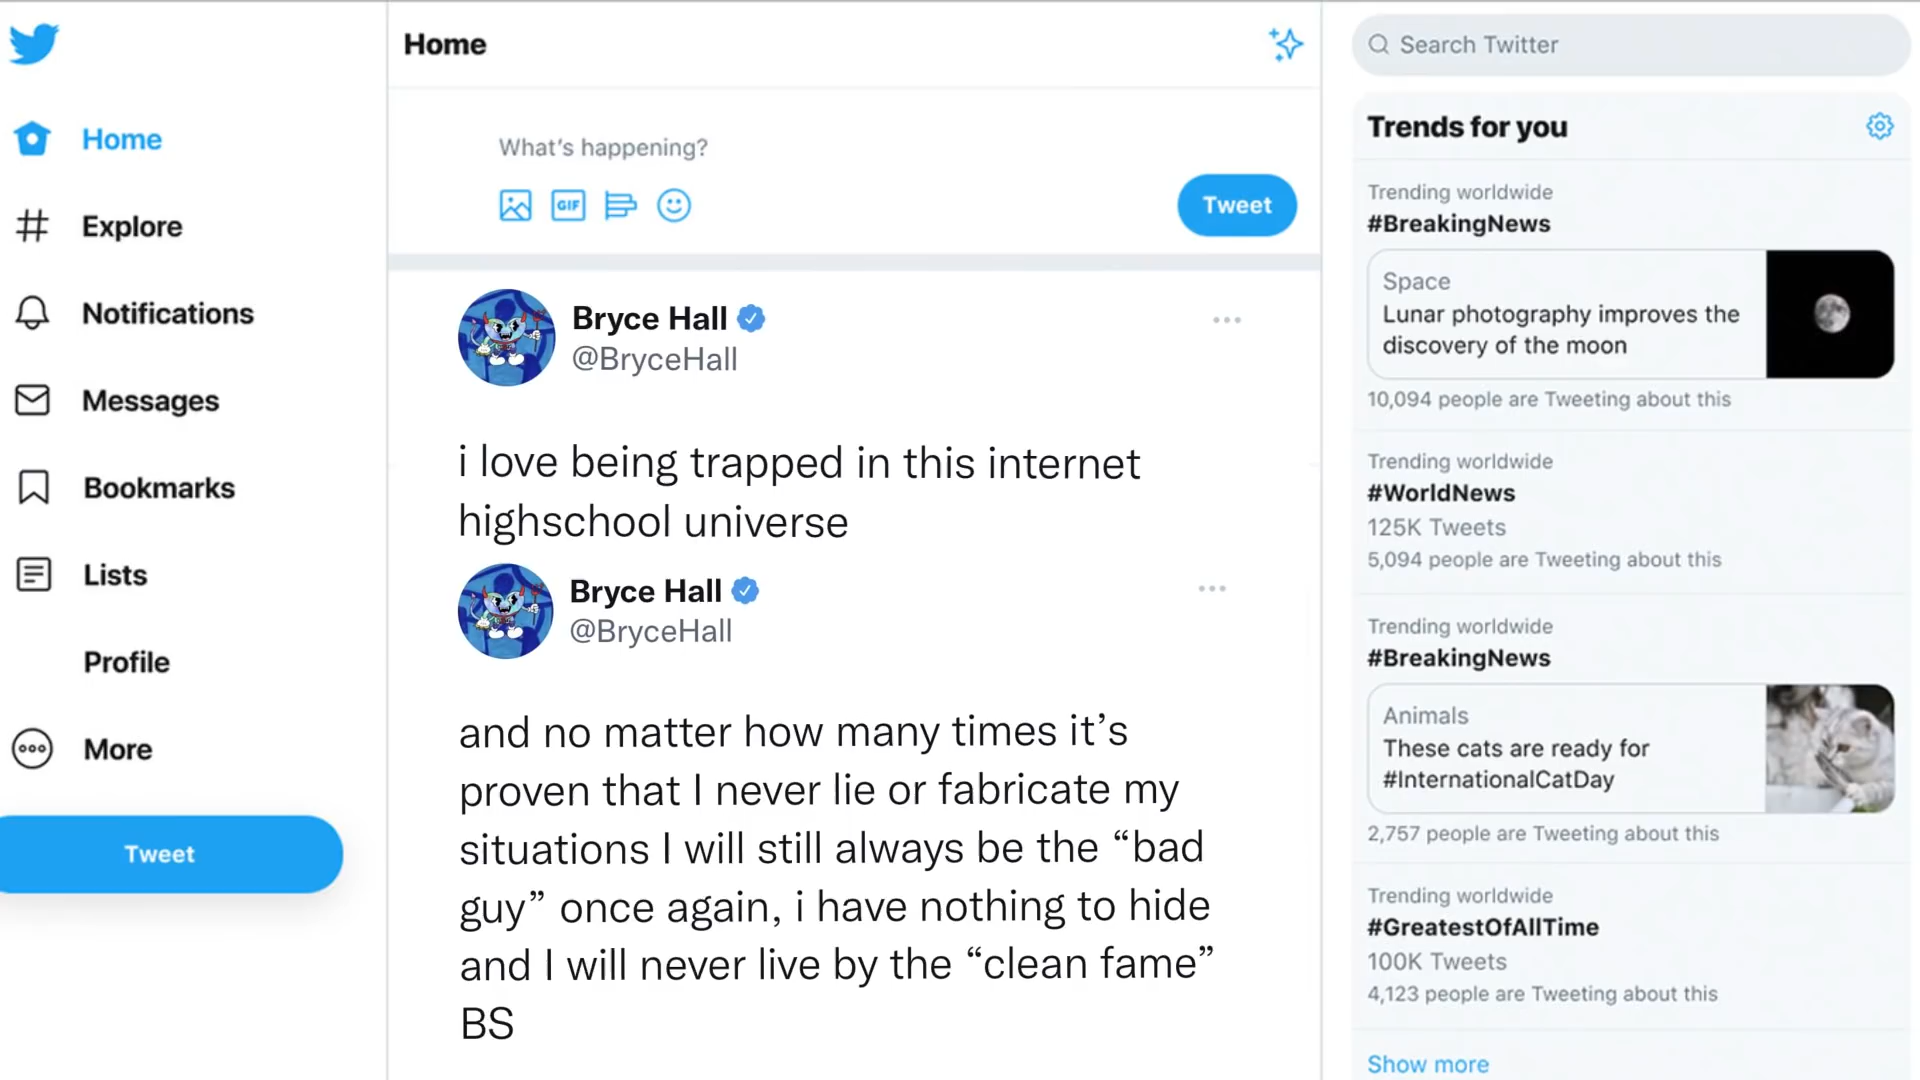 Home
Explore
Notifications
Messages
Bookmarks
Lists
Profile
More
Tweet
Home
What's happening?
GIF
Tweet
Bryce Hall
@BryceHall
i love being trapped in this internet
highschool universe
Bryce Hall
@BryceHall
and no matter how many times it’s
proven that I never lie or fabricate my
situations I will still always be the “bad
guy” once again, i have nothing to hide
and I will never live by the “clean fame”
BS
Search Twitter
Trends for you
Trending worldwide
#BreakingNews
Space
Lunar photography improves the
discovery of the moon
10,094 people are Tweeting about this
Trending worldwide
#WorldNews
125K Tweets
5,094 people are Tweeting about this
Trending worldwide
#BreakingNews
Animals
These cats are ready for
#InternationalCatDay
2,757 people are Tweeting about this
Trending worldwide
#GreatestOfAllTime
100K Tweets
4,123 people are Tweeting about this
Show more